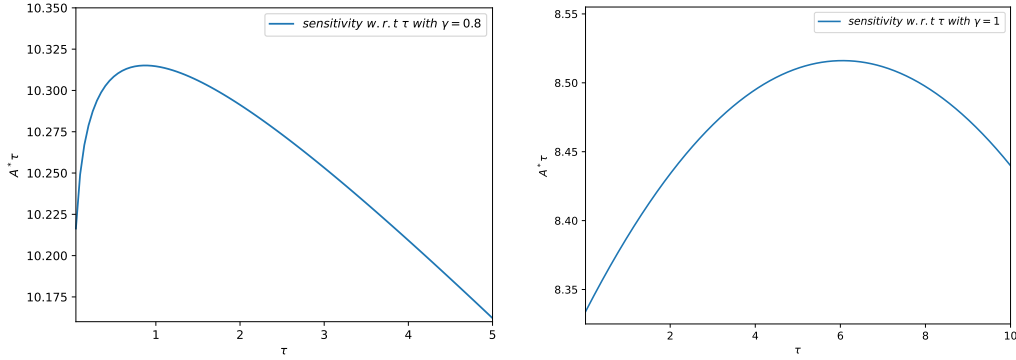 10.350
10.325
10.300
10.275
10.250
10.225
10.200
10.175
A* τ
1 2 3 4 5
τ
sensitivity w.r.t τ with γ = 0.8
8.55
8.50
8.45
8.40
8.35
A* τ
2 4 6 8 10
τ
sensitivity w.r.t τ with γ = 1